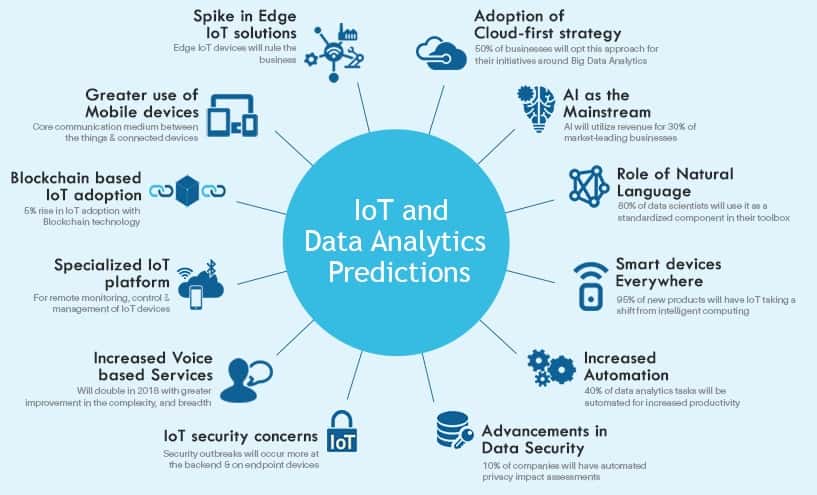 Spike in Edge
IoT solutions
Edge IoT devices will rule the
business
Adoption of
Cloud-first strategy
50% of businesses will opt this approach for
their initiatives around Big Data Analytics
Greater use of
Mobile devices
Core communication medium between
the things & connected devices
AI as the
Mainstream
AI will utilize revenue for 30% of
market-leading businesses
Blockchain based
IoT adoption
5% rise in IoT adoption with
Blockchain technology
Role of Natural
Language
80% of data scientists will use it as a
standardized component in their toolbox
IoT and
Data Analytics
Predictions
Specialized IoT
platform
For remote monitoring, control &
management of IoT devices
Smart devices
Everywhere
95% of new products will have IoT taking a
shift from intelligent computing
Increased Voice
based Services
Will double in 2018 with greater
improvement in the complexity, and breadth
Increased
Automation
40% of data analytics tasks will be
automated for increased productivity
IoT security concerns
Security outbreaks will occur more at
the backend & on endpoint devices
IoT
Advancements in
Data Security
10% of companies will have automated
privacy impact assessments